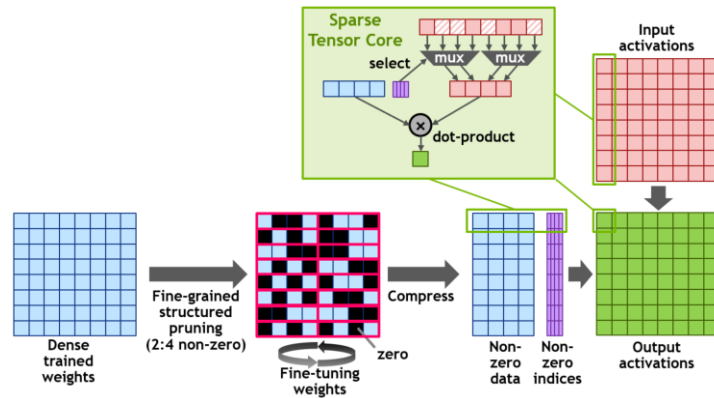 Sparse
Tensor Core
select
mux
mux
×
dot-product
Input
activations
Dense
trained
weights
Fine-grained
structured
pruning
(2:4 non-zero)
zero
Fine-tuning
weights
Compress
Non-
zero
data
Non-
zero
indices
Output
activations